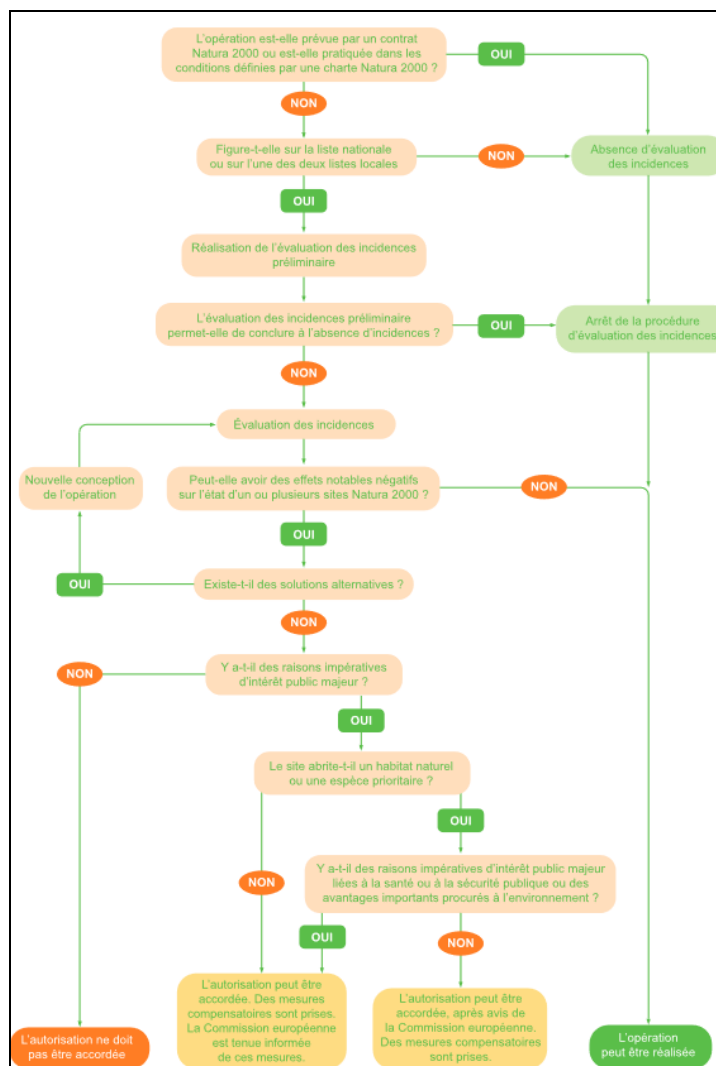 L'opération est-elle prévue par un contrat
Natura 2000 ou est-elle pratiquée dans les
conditions définies par une charte Natura 2000 ?
OUI
NON
Figure-t-elle sur la liste nationale
ou sur l'une des deux listes locales
NON
Absence d'évaluation
des incidences
OUI
Réalisation de l'évaluation des incidences
préliminaire
L'évaluation des incidences préliminaire
permet-elle de conclure à l'absence d'incidences ?
OUI
Arrêt de la procédure
d'évaluation des incidences
NON
Évaluation des incidences
Nouvelle conception
de l'opération
Peut-elle avoir des effets notables négatifs
sur l'état d'un ou plusieurs sites Natura 2000 ?
NON
OUI
OUI
Existe-t-il des solutions alternatives ?
NON
NON
Y a-t-il des raisons impératives
d'intérêt public majeur ?
OUI
Le site abrite-t-il un habitat naturel
ou une espèce prioritaire ?
OUI
NON
Y a-t-il des raisons impératives d'intérêt public majeur
liées à la santé ou à la sécurité publique ou des
avantages importants procurés à l'environnement ?
OUI
NON
L'autorisation ne doit
pas être accordée
L'autorisation peut être
accordée. Des mesures
compensatoires sont prises.
La Commission européenne
est tenue informée
de ces mesures.
L'autorisation peut être
accordée, après avis de
la Commission européenne.
Des mesures compensatoires
sont prises.
L'opération
peut être réalisée